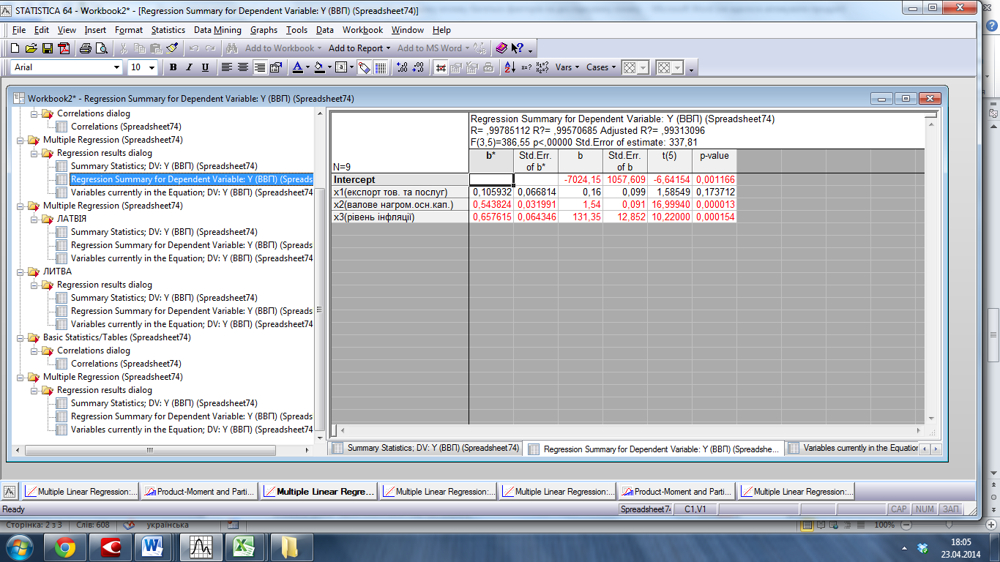 STATISTICA 64 - Workbook2* - [Regression Summary for Dependent Variable: Y (ВВП) (Spreadsheet74)]
File Edit View Insert Format Statistics Data Mining Graphs Tools Data Workbook Window Help
Add to Workbook Add to Report Add to MS Word
Arial 10 B I U Vars Cases
Workbook2* - Regression Summary for Dependent Variable: Y (ВВП) (Spreadsheet74)
Correlations dialog
Correlations (Spreadsheet74)
Multiple Regression (Spreadsheet74)
Regression results dialog
Summary Statistics; DV: Y (ВВП) (Spreadsheet74)
Regression Summary for Dependent Variable: Y (ВВП) (Spreads
Variables currently in the Equation; DV: Y (ВВП) (Spreadsheet74
Multiple Regression (Spreadsheet74)
ЛАТВІЯ
Summary Statistics; DV: Y (ВВП) (Spreadsheet74)
Regression Summary for Dependent Variable: Y (ВВП) (Spreads
Variables currently in the Equation; DV: Y (ВВП) (Spreadsheet74
ЛИТВА
Regression results dialog
Summary Statistics; DV: Y (ВВП) (Spreadsheet74)
Regression Summary for Dependent Variable: Y (ВВП) (Spreads
Variables currently in the Equation; DV: Y (ВВП) (Spreadsheet74
Basic Statistics/Tables (Spreadsheet74)
Correlations dialog
Correlations (Spreadsheet74)
Multiple Regression (Spreadsheet74)
Regression results dialog
Summary Statistics; DV: Y (ВВП) (Spreadsheet74)
Regression Summary for Dependent Variable: Y (ВВП) (Spreads
Variables currently in the Equation; DV: Y (ВВП) (Spreadsheet74
Regression Summary for Dependent Variable: Y (ВВП) (Spreadsheet74)
R= ,99785112 R?= ,99570685 Adjusted R?= ,99313096
F(3,5)=386,55 p<,00000 Std.Error of estimate: 337,81
N=9 b* Std.Err. of b* b Std.Err. of b t(5) p-value
Intercept -7024,15 1057,609 -6,64154 0,001166
x1(експорт тов. та послуг) 0,105932 0,066814 0,16 0,099 1,58549 0,173712
x2(валове нагром.осн.кап.) 0,543824 0,031991 1,54 0,091 16,99940 0,000013
x3(рівень інфляції) 0,657615 0,064346 131,35 12,852 10,22000 0,000154
Summary Statistics; DV: Y (ВВП) (Spreadsheet74) Regression Summary for Dependent Variable: Y (ВВП) (Spreadshe... Variables currently in the Equation
Multiple Linear Regression:... Product-Moment and Parti... Multiple Linear Regre... Multiple Linear Regression:... Multiple Linear Regression:... Product-Moment and Parti... Multiple Linear Regression:...
Ready Spreadsheet7 C1,V1 CAP NUM ЗАП
Сторінка: 2 з 3 Слів: 608 українська 100%
18:05
23.04.2014